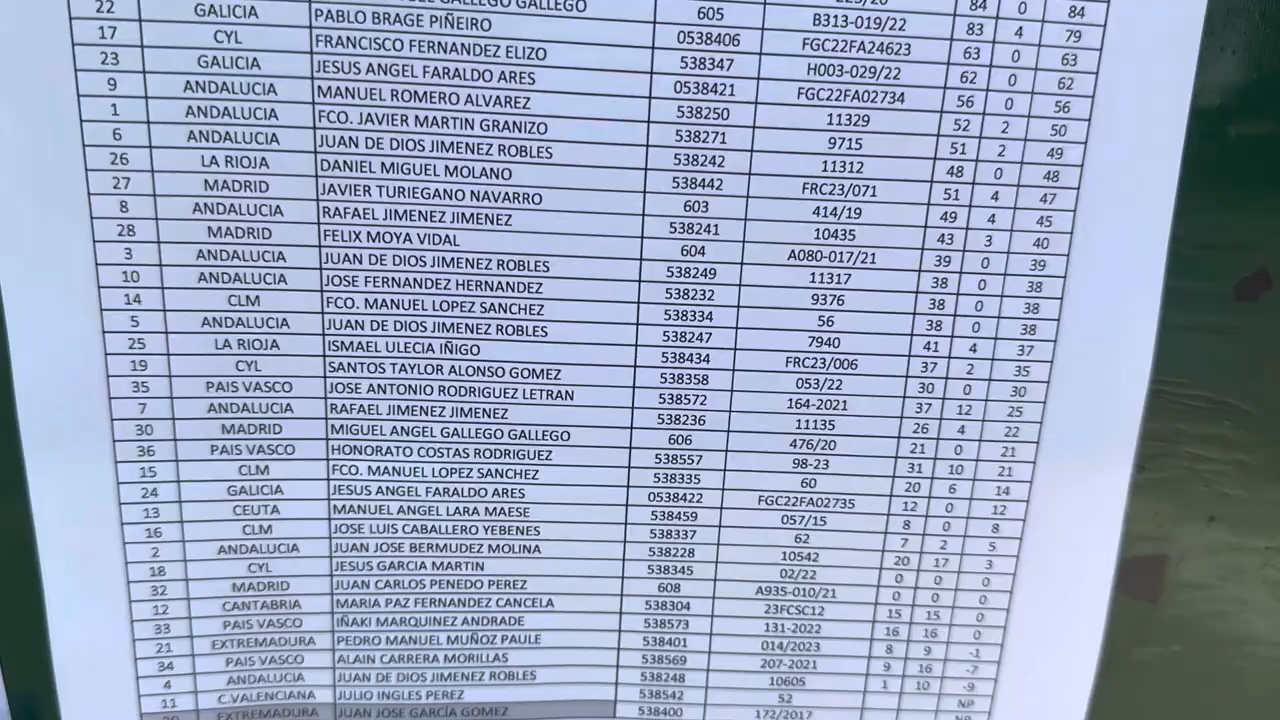 84 0 84
GALLEGO GALLEGO 605 B313-019/22 83 4 79
22 GALICIA PABLO BRAGE PIÑEIRO 0538406 FGC22FA24623 63 0 63
17 CYL FRANCISCO FERNANDEZ ELIZO 538347 H003-029/22 62 0 62
23 GALICIA JESUS ANGEL FARALDO ARES 0538421 FGC22FA02734 56 0 56
9 ANDALUCIA MANUEL ROMERO ALVAREZ 538250 11329 52 2 50
1 ANDALUCIA FCO. JAVIER MARTIN GRANIZO 538271 9715 51 2 49
6 ANDALUCIA JUAN DE DIOS JIMENEZ ROBLES 538242 11312 48 0 48
26 LA RIOJA DANIEL MIGUEL MOLANO 538442 FRC23/071 51 4 47
27 MADRID JAVIER TURIEGANO NAVARRO 603 414/19 49 4 45
8 ANDALUCIA RAFAEL JIMENEZ JIMENEZ 538241 10435 43 3 40
28 MADRID FELIX MOYA VIDAL 604 A080-017/21 39 0 39
3 ANDALUCIA JUAN DE DIOS JIMENEZ ROBLES 538249 11317 38 0 38
10 ANDALUCIA JOSE FERNANDEZ HERNANDEZ 538232 9376 38 0 38
14 CLM FCO. MANUEL LOPEZ SANCHEZ 538334 56 38 0 38
5 ANDALUCIA JUAN DE DIOS JIMENEZ ROBLES 538247 7940 41 4 37
25 LA RIOJA ISMAEL ULECIA IÑIGO 538434 FRC23/006 37 2 35
19 CYL SANTOS TAYLOR ALONSO GOMEZ 538358 053/22 30 0 30
35 PAIS VASCO JOSE ANTONIO RODRIGUEZ LETRAN 538572 164-2021 37 12 25
7 ANDALUCIA RAFAEL JIMENEZ JIMENEZ 538236 11135 26 4 22
30 MADRID MIGUEL ANGEL GALLEGO GALLEGO 606 476/20 21 0 21
36 PAIS VASCO HONORATO COSTAS RODRIGUEZ 538557 98-23 31 10 21
15 CLM FCO. MANUEL LOPEZ SANCHEZ 538335 60 20 6 14
24 GALICIA JESUS ANGEL FARALDO ARES 0538422 FGC22FA02735 12 0 12
13 CEUTA MANUEL ANGEL LARA MAESE 538459 057/15 8 0 8
16 CLM JOSE LUIS CABALLERO YEBENES 538337 62 7 2 5
2 ANDALUCIA JUAN JOSE BERMUDEZ MOLINA 538228 10542 20 17 3
18 CYL JESUS GARCIA MARTIN 538345 02/22 0 0 0
32 MADRID JUAN CARLOS PENEDO PEREZ 608 A935-010/21 0 0 0
12 CANTABRIA MARIA PAZ FERNANDEZ CANCELA 538304 23FCSC12 15 15 0
33 PAIS VASCO IÑAKI MARQUINEZ ANDRADE 538573 131-2022 16 16 0
21 EXTREMADURA PEDRO MANUEL MUÑOZ PAULE 538401 014/2023 8 9 -1
34 PAIS VASCO ALAIN CARRERA MORILLAS 538569 207-2021 9 16 -7
4 ANDALUCIA JUAN DE DIOS JIMENEZ ROBLES 538248 10605 1 10 -9
11 C.VALENCIANA JULIO INGLES PEREZ 538542 52 NP
EXTREMADURA JUAN JOSE GARCÍA GOMEZ 538400 172/2017